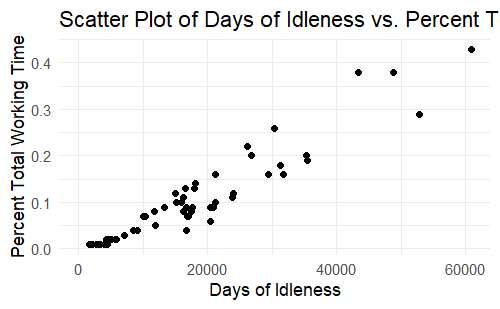 Scatter Plot of Days of Idleness vs. Percent T
Percent Total Working Time
0.4
0.3
0.2
0.1
0.0
0 20000 40000 60000
Days of Idleness